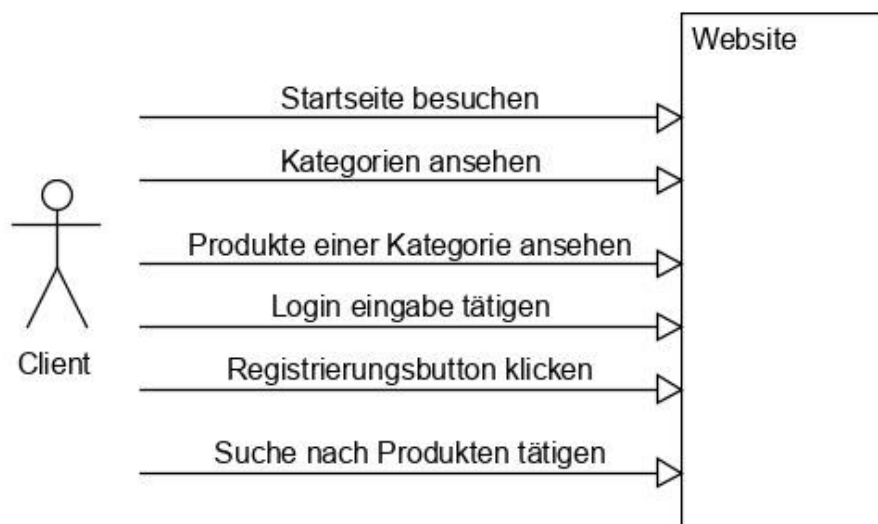 Website
Startseite besuchen
Kategorien ansehen
Produkte einer Kategorie ansehen
Login eingabe tätigen
Client
Registrierungsbutton klicken
Suche nach Produkten tätigen